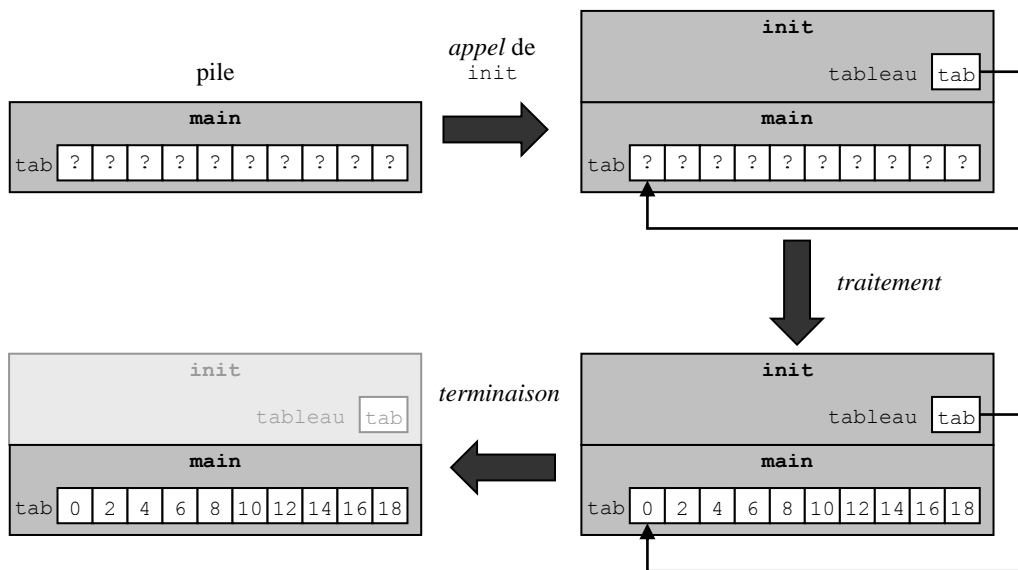 pile
main
tab ? ? ? ? ? ? ? ? ? ?
appel de
init
init
tableau tab
main
tab ? ? ? ? ? ? ? ? ? ?
traitement
init
tableau tab
main
tab 0 2 4 6 8 10 12 14 16 18
terminaison
init
tableau tab
main
tab 0 2 4 6 8 10 12 14 16 18